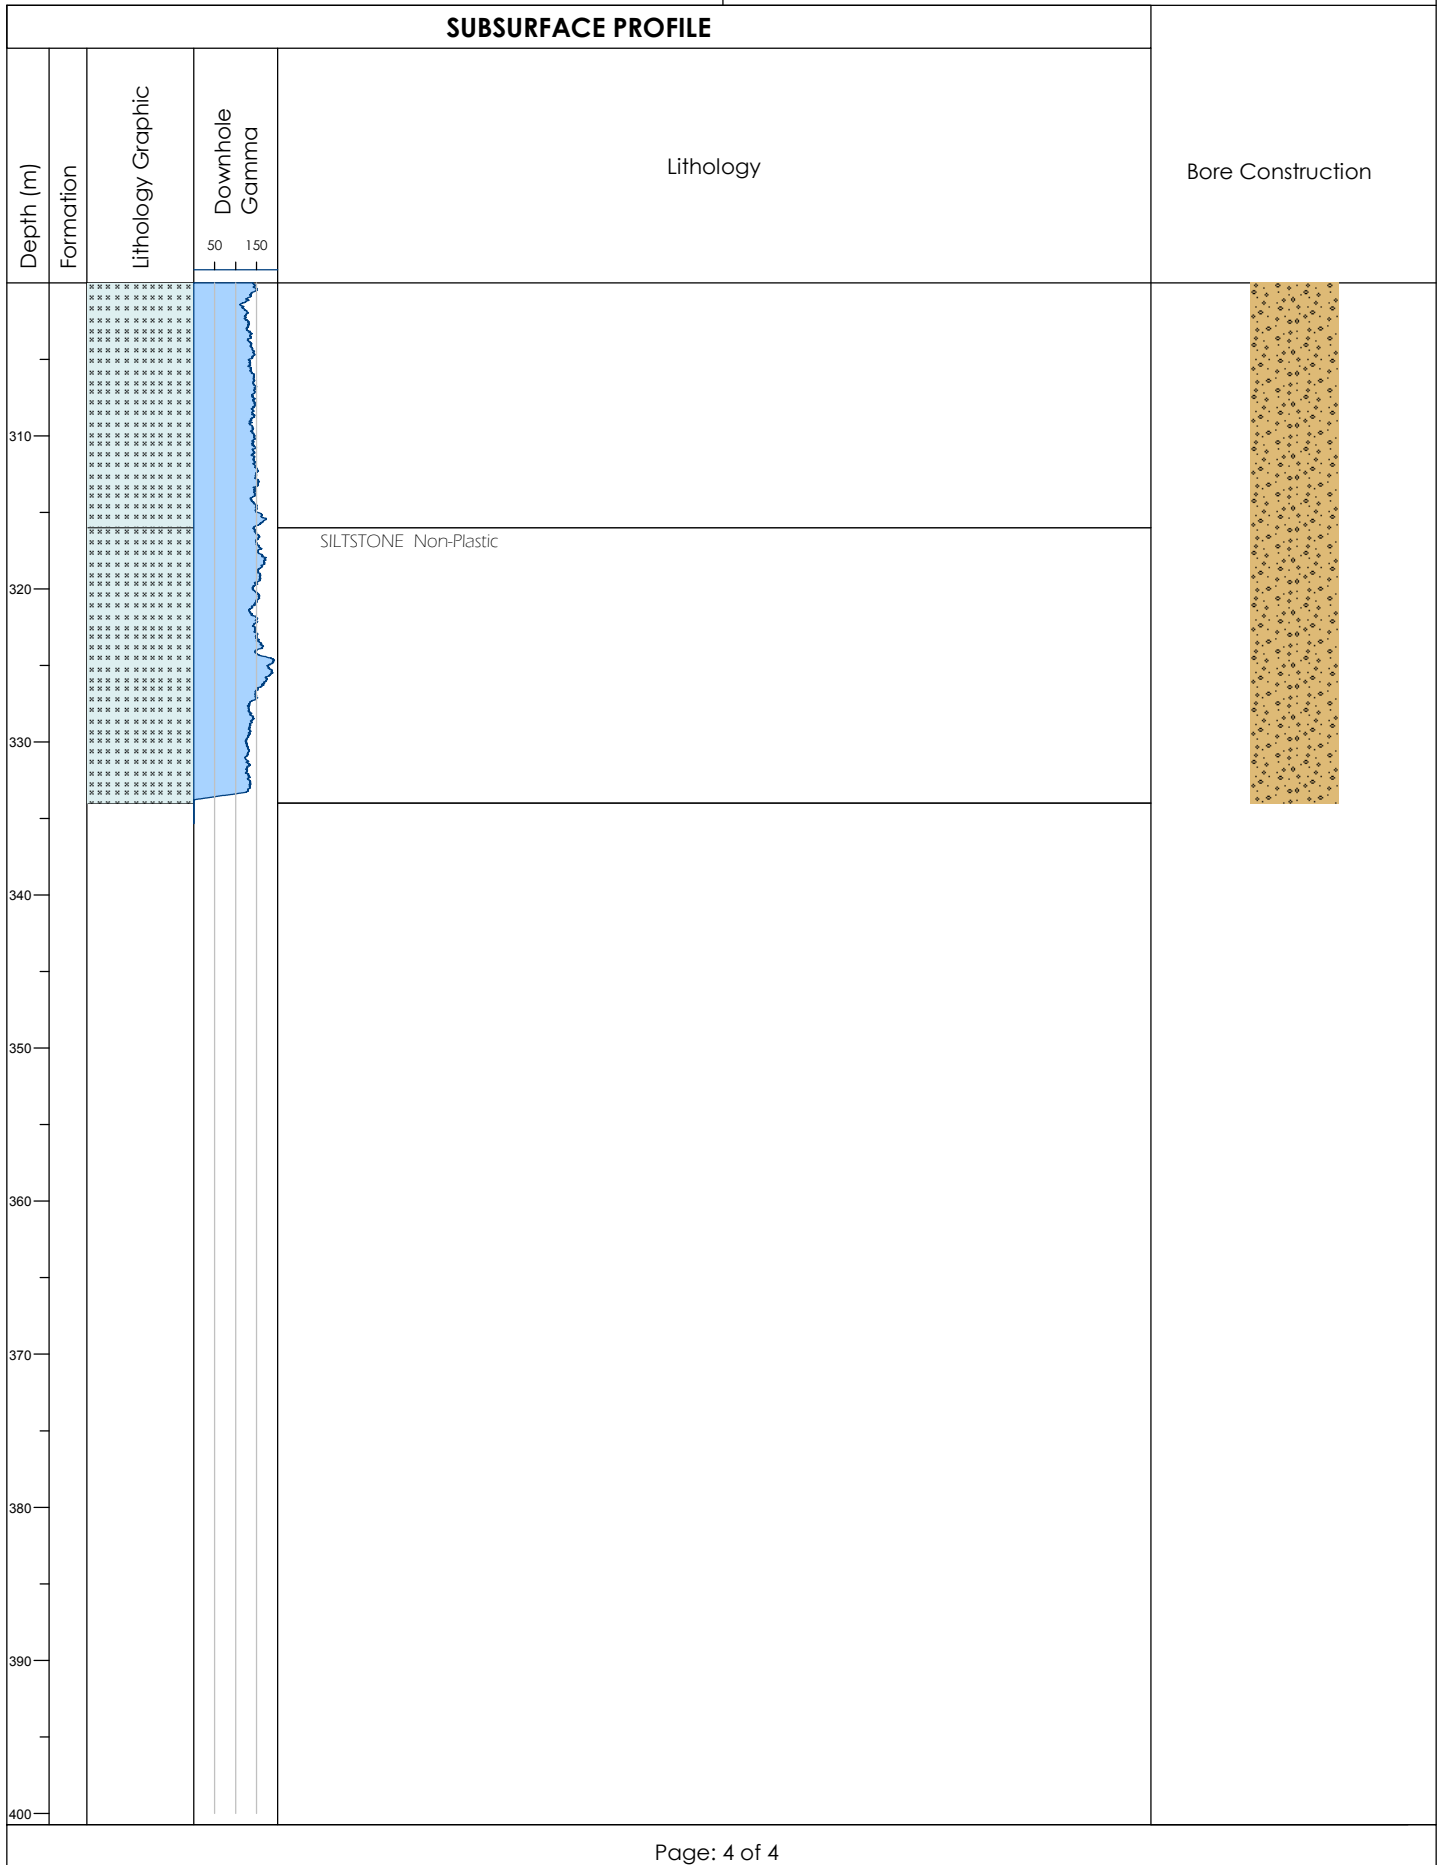 SUBSURFACE PROFILE
Depth (m)
Formation
Lithology Graphic
Downhole
Gamma
50 150
Lithology
Bore Construction
310
SILTSTONE Non-Plastic
320
330
340
350
360
370
380
390
400
Page: 4 of 4